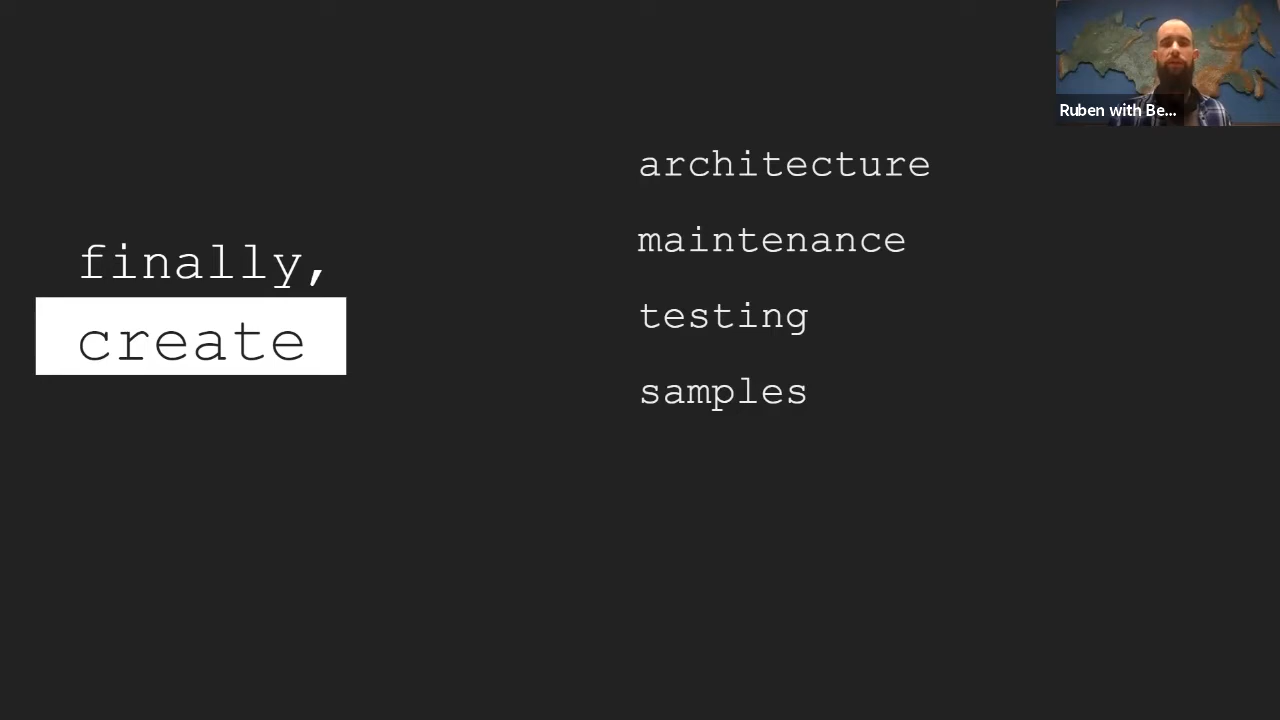 finally,
create
architecture
maintenance
testing
samples
Ruben with Be...